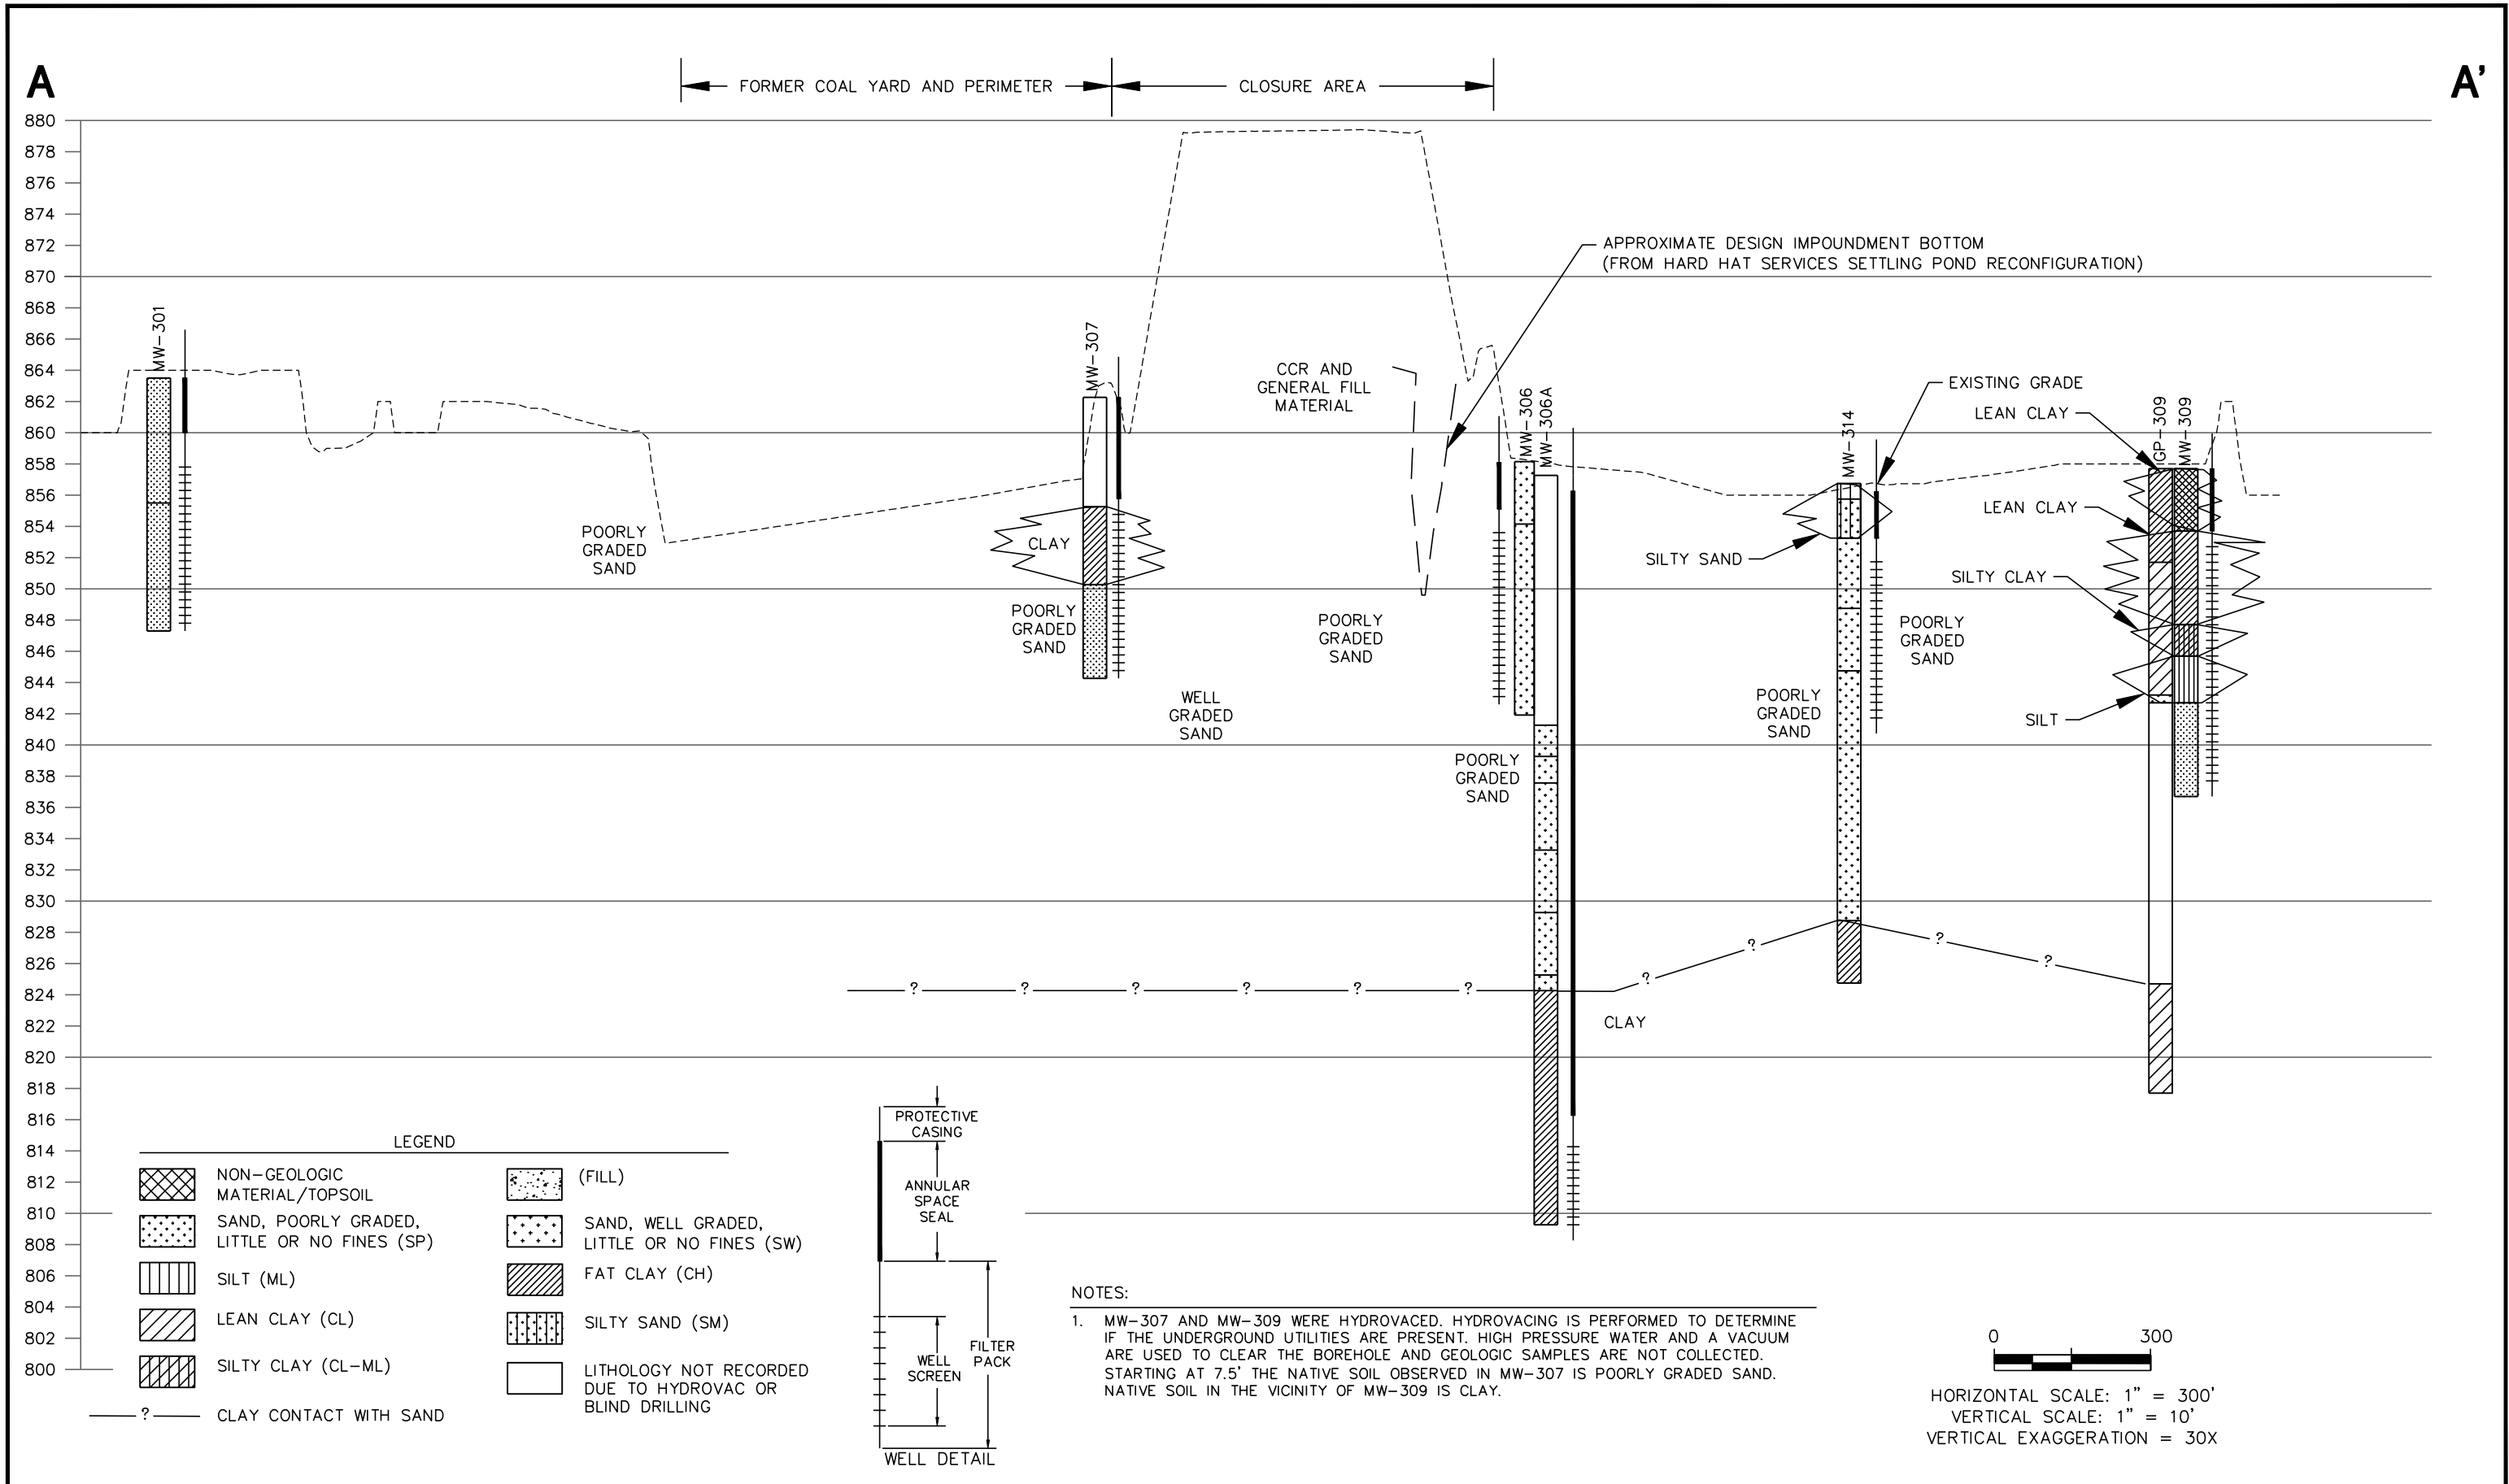 A
A'
FORMER COAL YARD AND PERIMETER
CLOSURE AREA
880
878
876
874
872
870
868
866
864
862
860
858
856
854
852
850
848
846
844
842
840
838
836
834
832
830
828
826
824
822
820
818
816
814
812
810
808
806
804
802
800
MW-301
POORLY
GRADED
SAND
MW-307
CLAY
POORLY
GRADED
SAND
WELL
GRADED
SAND
CCR AND
GENERAL FILL
MATERIAL
APPROXIMATE DESIGN IMPOUNDMENT BOTTOM
(FROM HARD HAT SERVICES SETTLING POND RECONFIGURATION)
POORLY
GRADED
SAND
MW-306
MW-306A
POORLY
GRADED
SAND
EXISTING GRADE
MW-314
SILTY SAND
POORLY
GRADED
SAND
POORLY
GRADED
SAND
LEAN CLAY
GP-309
MW-309
LEAN CLAY
SILTY CLAY
SILT
? ? ? ? ? ? ? ? ? ?
CLAY
LEGEND
NON-GEOLOGIC
MATERIAL/TOPSOIL
SAND, POORLY GRADED,
LITTLE OR NO FINES (SP)
SILT (ML)
LEAN CLAY (CL)
SILTY CLAY (CL-ML)
? CLAY CONTACT WITH SAND
(FILL)
SAND, WELL GRADED,
LITTLE OR NO FINES (SW)
FAT CLAY (CH)
SILTY SAND (SM)
LITHOLOGY NOT RECORDED
DUE TO HYDROVAC OR
BLIND DRILLING
PROTECTIVE
CASING
ANNULAR
SPACE
SEAL
WELL
SCREEN
FILTER
PACK
WELL DETAIL
NOTES:
1. MW-307 AND MW-309 WERE HYDROVACED. HYDROVACING IS PERFORMED TO DETERMINE
IF THE UNDERGROUND UTILITIES ARE PRESENT. HIGH PRESSURE WATER AND A VACUUM
ARE USED TO CLEAR THE BOREHOLE AND GEOLOGIC SAMPLES ARE NOT COLLECTED.
STARTING AT 7.5' THE NATIVE SOIL OBSERVED IN MW-307 IS POORLY GRADED SAND.
NATIVE SOIL IN THE VICINITY OF MW-309 IS CLAY.
0 300
HORIZONTAL SCALE: 1" = 300'
VERTICAL SCALE: 1" = 10'
VERTICAL EXAGGERATION = 30X